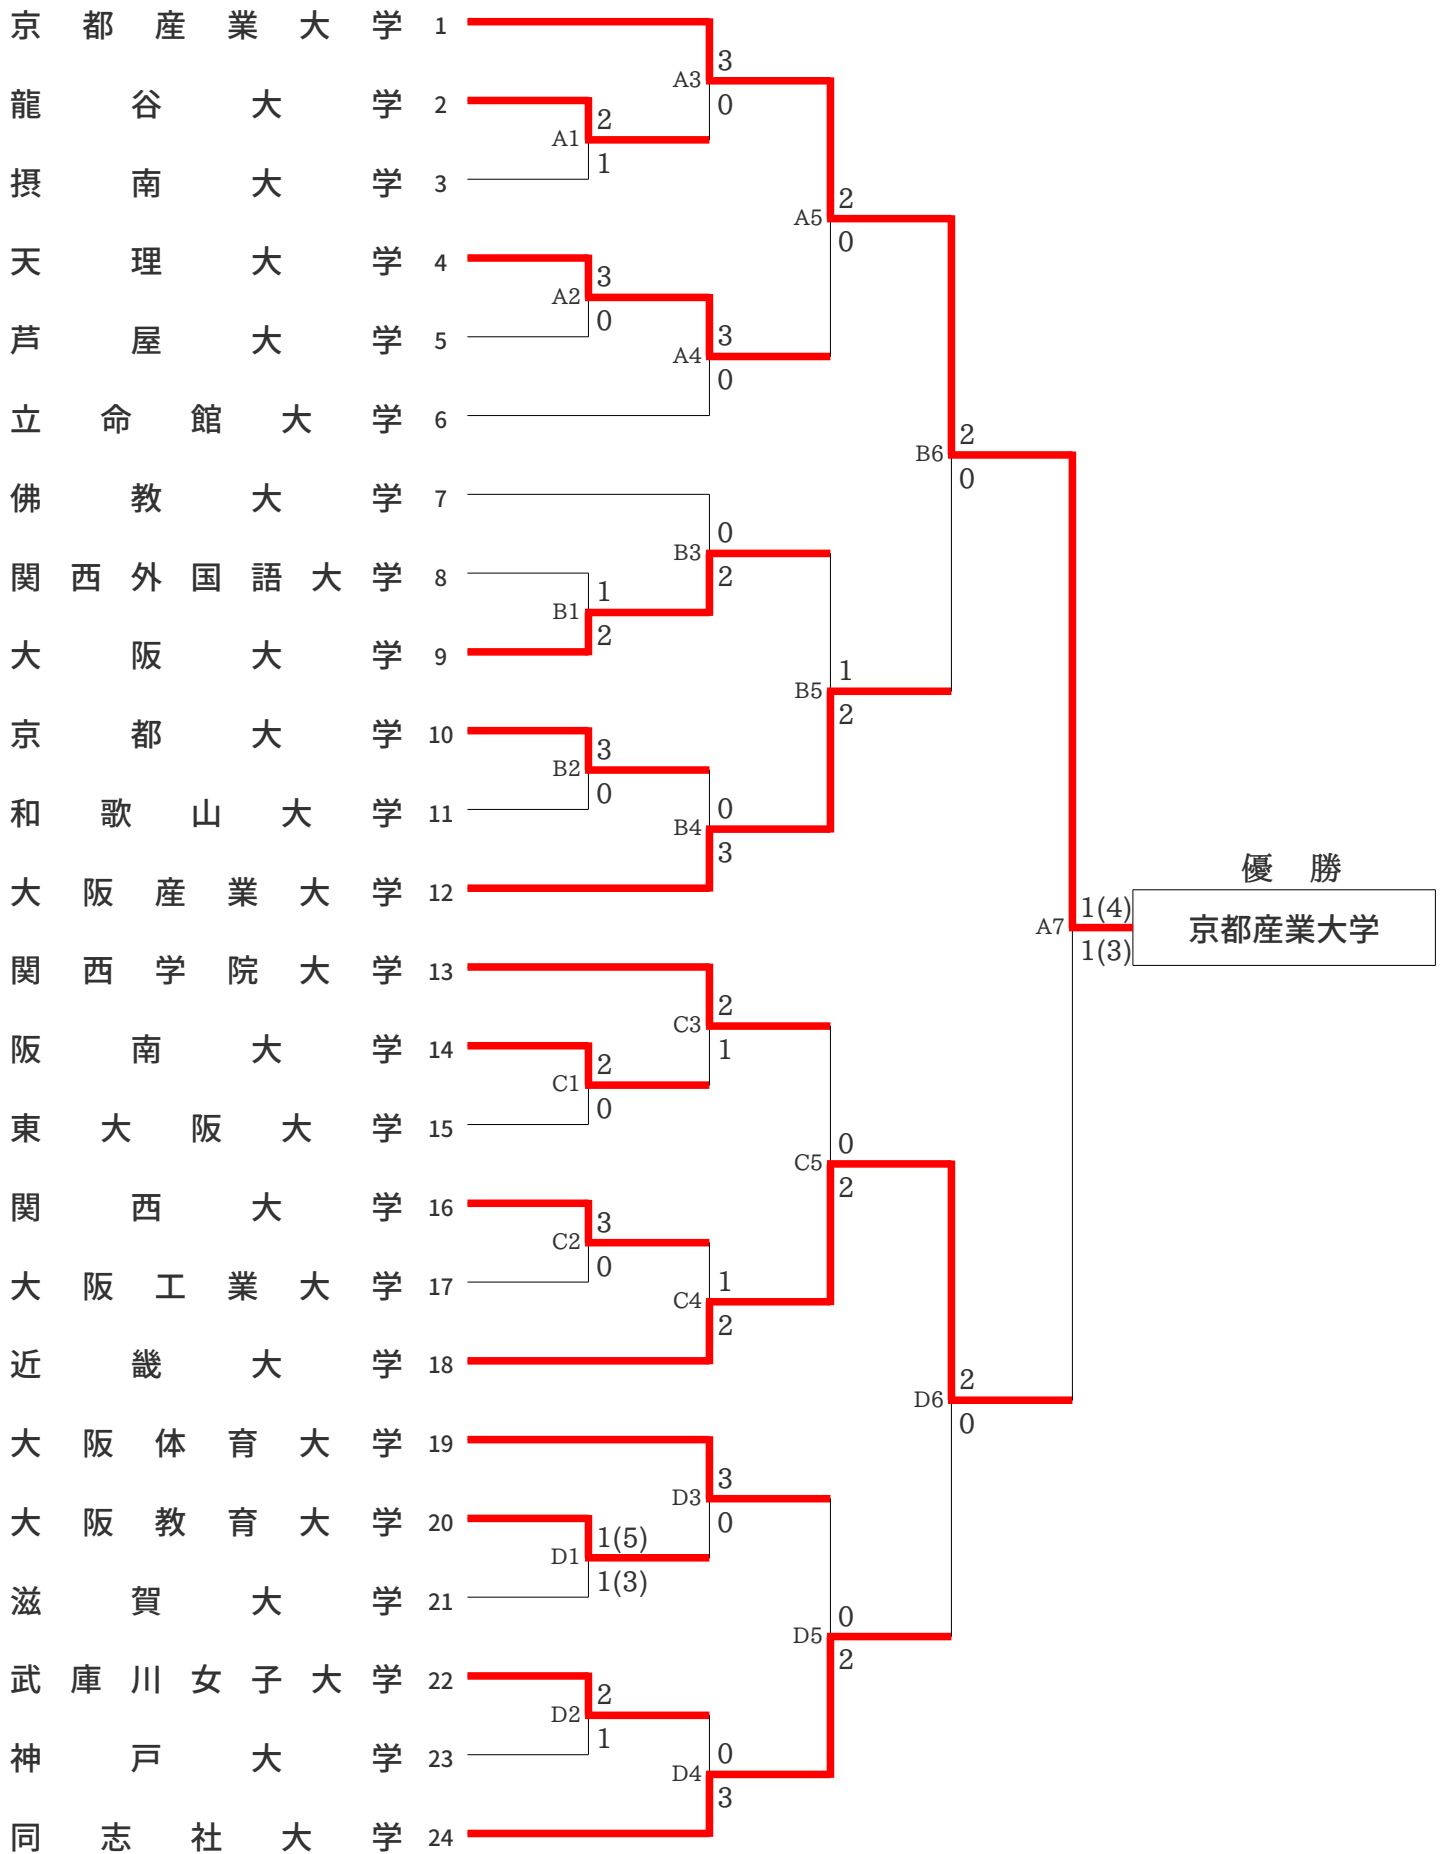 京都産業大学 1
3
A3
龍谷大学 2
0
2
A1
1
摂南大学 3
2
A5
0
天理大学 4
3
A2
0
芦屋大学 5
3
A4
0
立命館大学 6
2
B6
0
佛教大学 7
0
B3
2
関西外国語大学 8
1
B1
2
大阪大学 9
1
B5
2
京都大学 10
3
B2
0
和歌山大学 11
0
B4
3
大阪産業大学 12
優勝
1(4)
A7
京都産業大学
1(3)
関西学院大学 13
2
C3
1
阪南大学 14
2
C1
0
東大阪大学 15
0
C5
2
関西大学 16
3
C2
0
大阪工業大学 17
1
C4
2
近畿大学 18
2
D6
0
大阪体育大学 19
3
D3
0
大阪教育大学 20
1(5)
D1
1(3)
滋賀大学 21
0
D5
2
武庫川女子大学 22
2
D2
1
神戸大学 23
0
D4
3
同志社大学 24